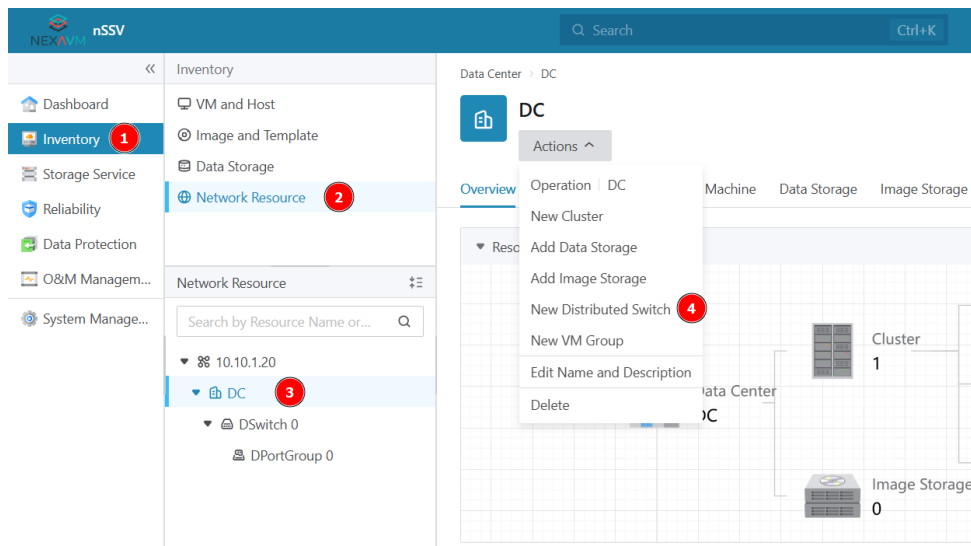 NEXAVM
nSSV
Search
Ctrl+K
Dashboard
Inventory
1
Storage Service
Reliability
Data Protection
O&M Managem...
System Manage...
Inventory
VM and Host
Image and Template
Data Storage
Network Resource
2
Network Resource
Search by Resource Name or...
10.10.1.20
DC
3
DSwitch 0
DPortGroup 0
Data Center
DC
DC
Actions
Overview
Machine
Data Storage
Image Storage
Operation
DC
New Cluster
Add Data Storage
Add Image Storage
New Distributed Switch
4
New VM Group
Edit Name and Description
Delete
Cluster
1
Image Storage
0